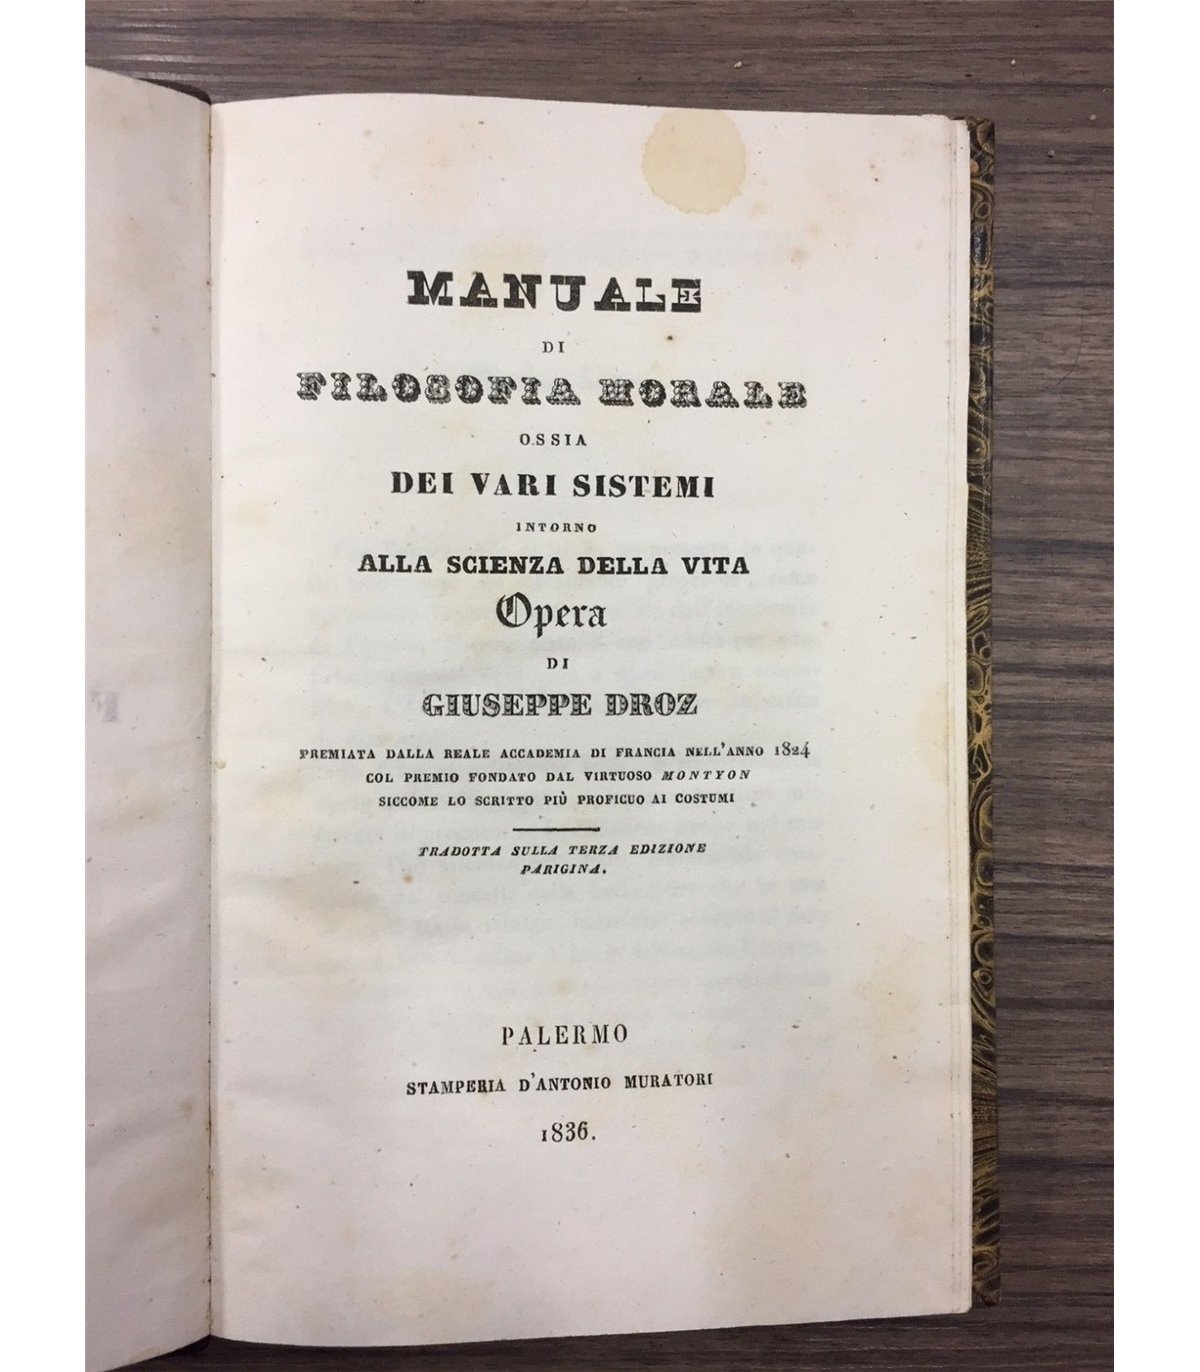 MANUALE
DI
FILOSOFIA MORALE
OSSIA
DEI VARI SISTEMI
INTORNO
ALLA SCIENZA DELLA VITA
Opera
DI
GIUSEPPE DROZ
PREMIATA DALLA REALE ACCADEMIA DI FRANCIA NELL'ANNO 1824
COL PREMIO FONDATO DAL VIRTUOSO MONTYON
SICCOME LO SCRITTO PIÙ PROFICUO AI COSTUMI
TRADOTTA SULLA TERZA EDIZIONE
PARIGINA.
PALERMO
STAMPERIA D'ANTONIO MURATORI
1836.